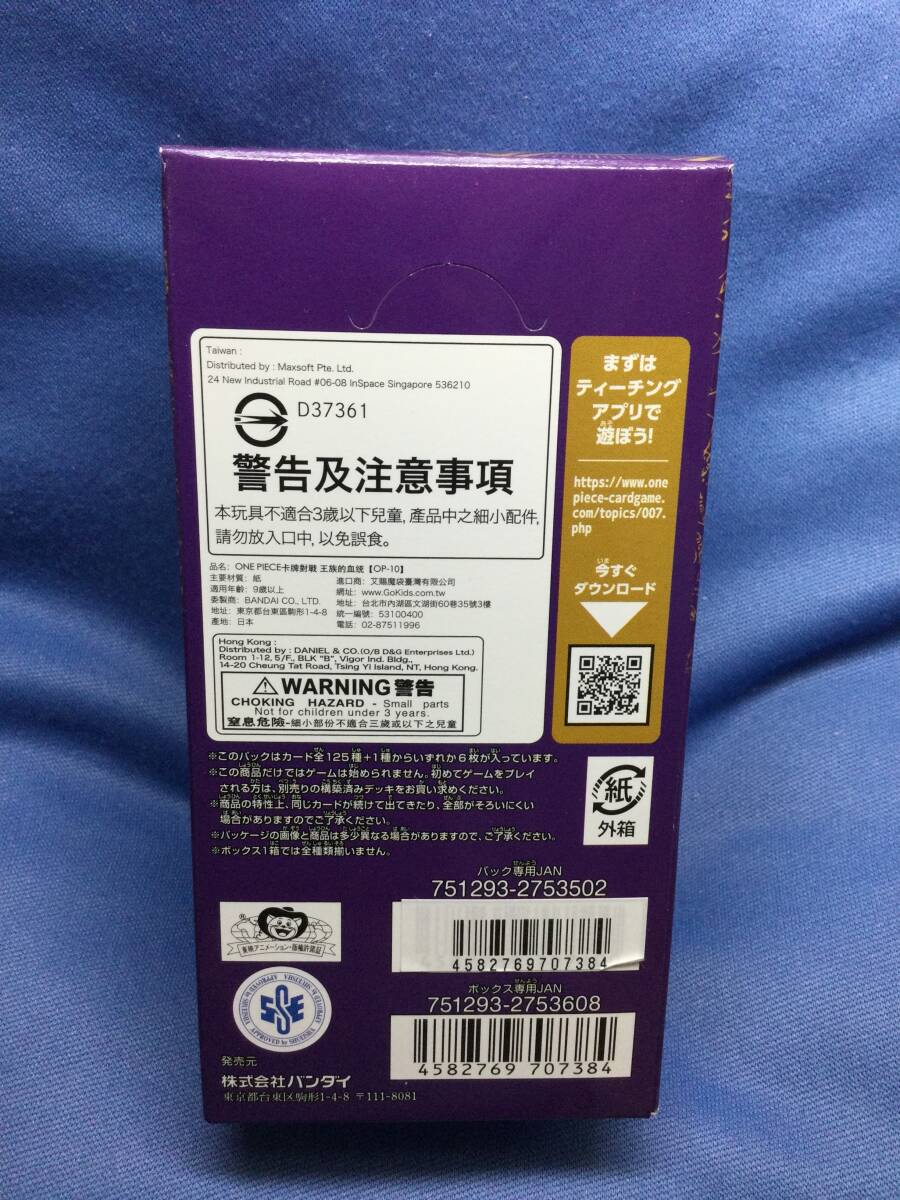 Taiwan :
Distributed by : Maxsoft Pte. Ltd.
24 New Industrial Road #06-08 InSpace Singapore 536210
D37361
警告及注意事項
本玩具不適合3歲以下兒童, 產品中之細小配件,
請勿放入口中, 以免誤食。
品名: ONE PIECE卡牌對戰 王族的血統【OP-10】
主要材質: 紙
適用年齡: 9歲以上
委製商: BANDAI CO., LTD.
地址: 東京都台東區駒形1-4-8
產地: 日本
進口商: 艾賜魔袋臺灣有限公司
網址: www.GoKids.com.tw
地址: 台北市內湖區文湖街60巷35號3樓
統一編號: 53100400
電話: 02-87511996
Hong Kong :
Distributed by : DANIEL & CO.(O/B D&G Enterprises Ltd.)
Room 1-12, 5/F., BLK "B", Vigor Ind. Bldg.,
14-20 Cheung Tat Road, Tsing Yi Island, NT, Hong Kong.
WARNING 警告
CHOKING HAZARD - Small parts
Not for children under 3 years.
窒息危險-細小部份不適合三歲或以下之兒童
まずは
ティーチング
アプリで
遊ぼう!
https://www.one
piece-cardgame.
com/topics/007.
php
今すぐ
ダウンロード
※このパックはカード全125種+1種からいずれか6枚が入っています。
※この商品だけではゲームは始められません。初めてゲームをプレイ
される方は、別売りの構築済みデッキをお買い求めください。
※商品の特性上、同じカードが続けて出てきたり、全部がそろいにくい
場合がありますのでご了承ください。
※パッケージの画像と商品は多少異なる場合がありますので、ご了承ください。
※ボックス1箱では全種類揃いません。
紙
外箱
パック専用JAN
751293-2753502
4582769707384
ボックス専用JAN
751293-2753608
4582769 707384
東映アニメーション・版権許諾証
APPROVED by SHUEISHA
発売元
株式会社バンダイ
東京都台東区駒形1-4-8 〒111-8081